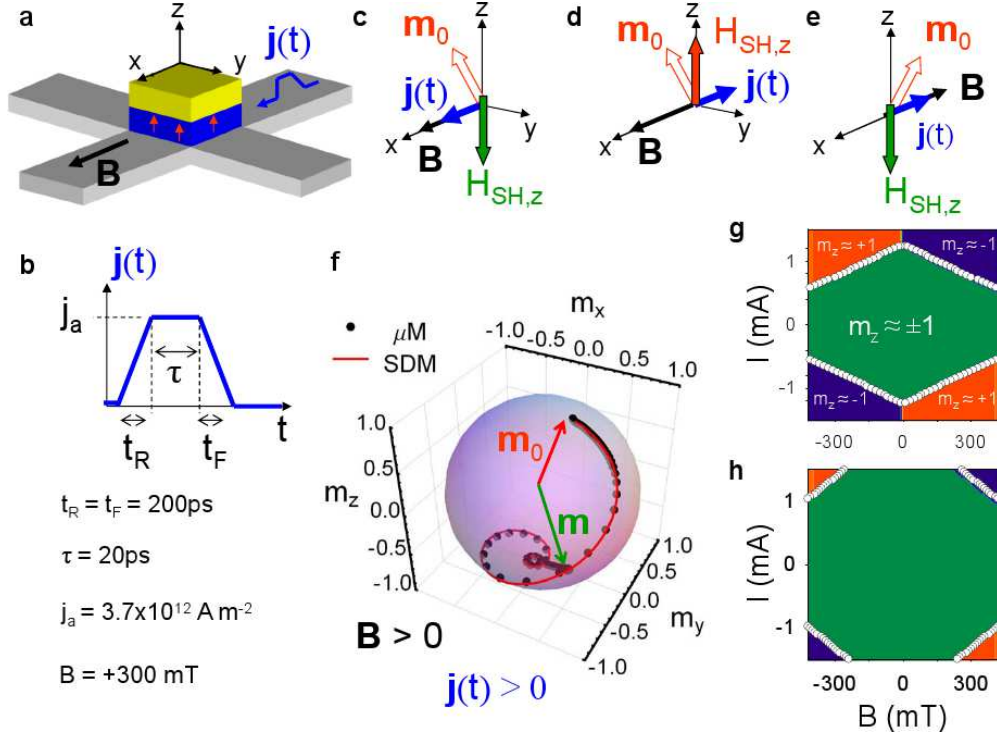 a
z
x
y
j(t)
B
c
z
m0
j(t)
x
B
y
HSH,z
d
z
m0
HSH,z
j(t)
x
B
y
e
z
m0
B
x
j(t)
y
HSH,z
b
j(t)
ja
τ
t
tR
tF
tR = tF = 200ps
τ = 20ps
ja = 3.7x10¹² A m⁻²
B = +300 mT
f
μM
SDM
mx
-1.0
-0.5
0.0
0.5
1.0
mz
1.0
0.5
0.0
-0.5
-1.0
m0
m
1.0
0.5
0.0
-0.5
-1.0
my
B > 0
j(t) > 0
g
mz ≈ +1
mz ≈ -1
mz ≈ ±1
mz ≈ -1
mz ≈ +1
I (mA)
1
0
-1
-300
0
300
h
I (mA)
1
0
-1
-300
0
300
B (mT)